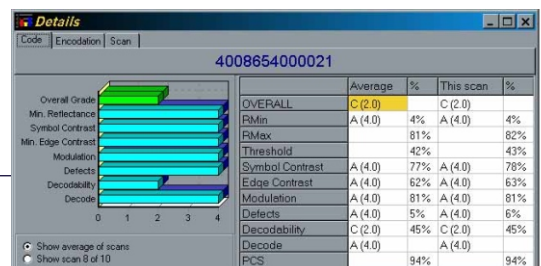 Details
Code Encodation Scan
4008654000021
Overall Grade
Min. Reflectance
Symbol Contrast
Min. Edge Contrast
Modulation
Defects
Decodability
Decode
0 1 2 3 4
Show average of scans
Show scan 8 of 10
Average % This scan %
OVERALL C (2.0) C (2.0)
RMin A (4.0) 4% A (4.0) 4%
RMax 81% 82%
Threshold 42% 43%
Symbol Contrast A (4.0) 77% A (4.0) 78%
Edge Contrast A (4.0) 62% A (4.0) 63%
Modulation A (4.0) 81% A (4.0) 81%
Defects A (4.0) 5% A (4.0) 6%
Decodability C (2.0) 45% C (2.0) 45%
Decode A (4.0) A (4.0)
PCS 94% 94%